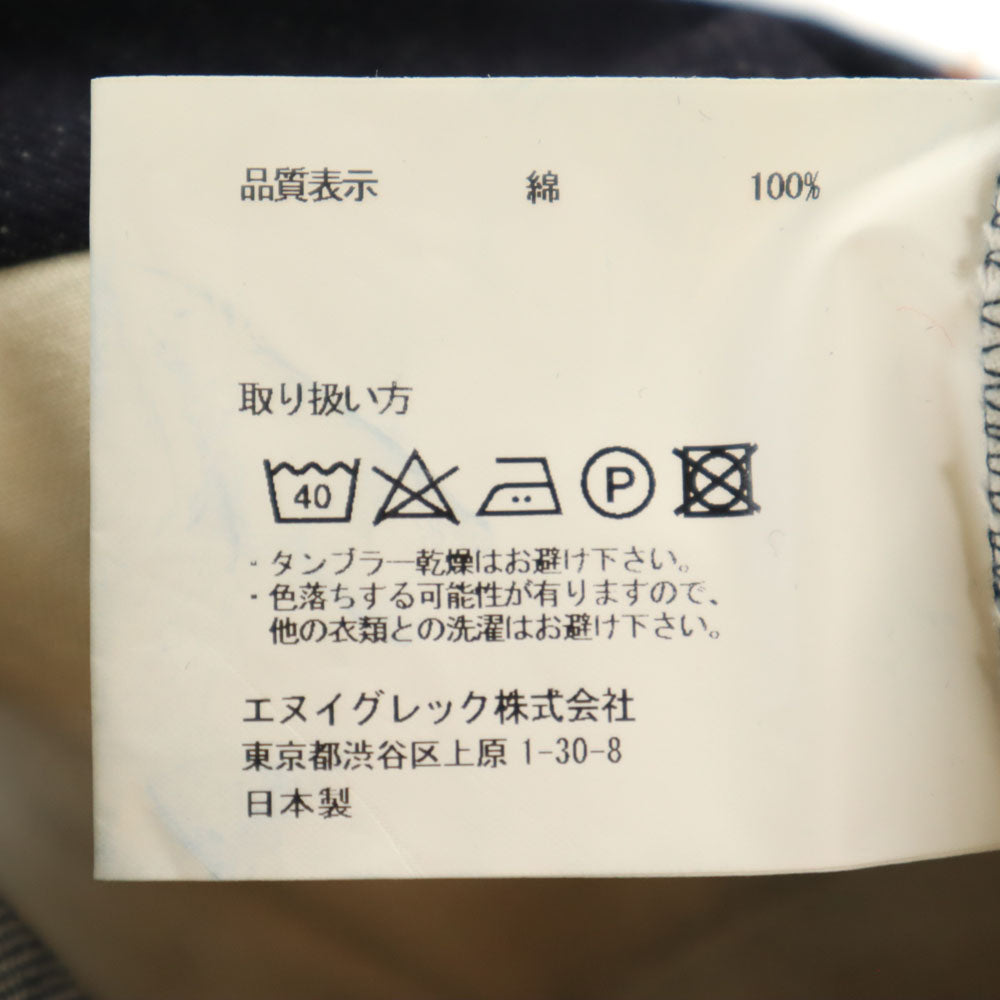 品質表示 綿 100%
取り扱い方
40 P
・タンブラー乾燥はお避け下さい。
・色落ちする可能性が有りますので、
他の衣類との洗濯はお避け下さい。
エヌイグレック株式会社
東京都渋谷区上原1-30-8
日本製